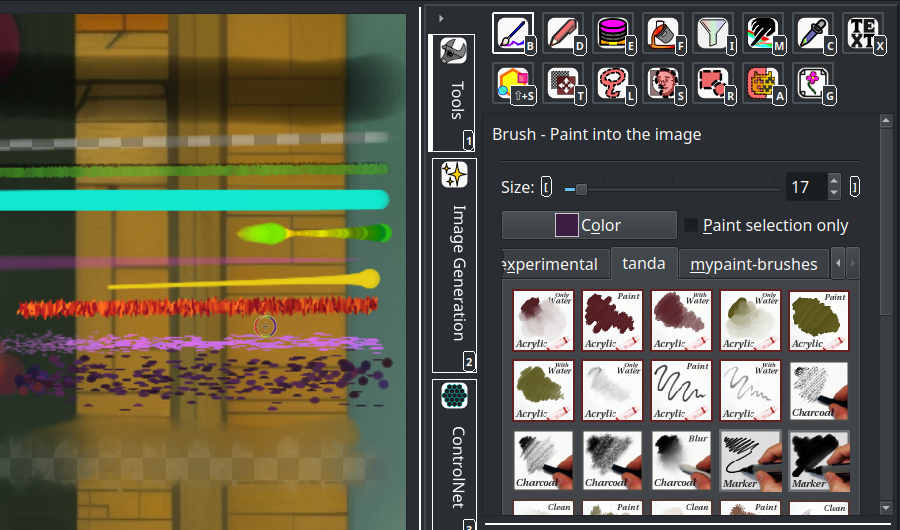 B D E F I M C TEXT X
⇧+S T L S R A G
Tools
1
Image Generation
2
ControlNet
3
Brush - Paint into the image
Size: [ 17 ]
Color Paint selection only
experimental tanda mypaint-brushes
Only Water Acrylic
Paint Acrylic
With Water Acrylic
Only Water Acrylic
Paint Acrylic
With Water Acrylic
Only Water Acrylic
Paint Acrylic
With Water Acrylic
Charcoal
Charcoal
Charcoal
Blur Charcoal
Marker
Marker
Clean
Paint
Clean
Paint
Clean